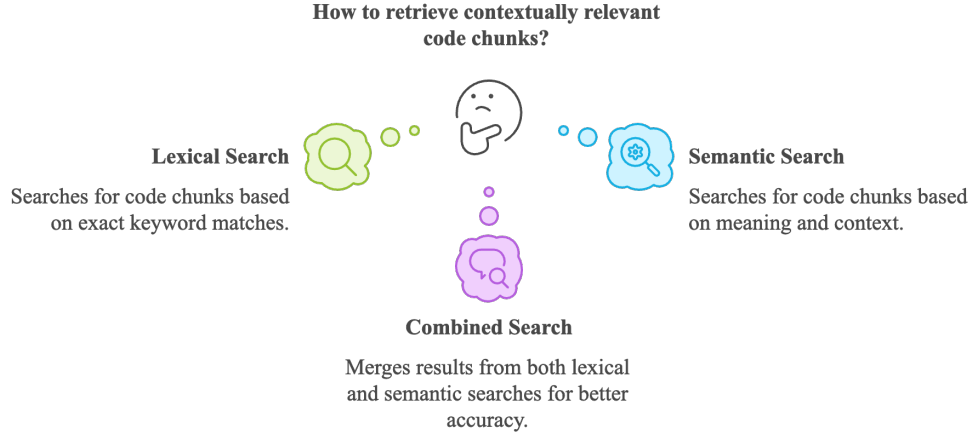 How to retrieve contextually relevant
code chunks?
Lexical Search
Searches for code chunks based
on exact keyword matches.
Semantic Search
Searches for code chunks based
on meaning and context.
Combined Search
Merges results from both lexical
and semantic searches for better
accuracy.